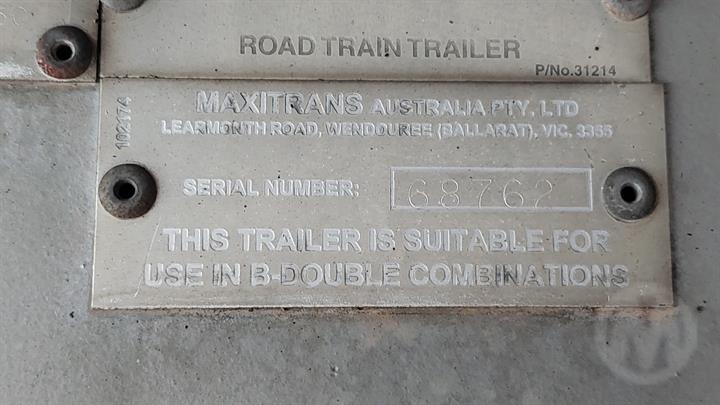 ROAD TRAIN TRAILER
P/No.31214
102174
MAXITRANS AUSTRALIA PTY, LTD
LEARMONTH ROAD, WENDOUREE (BALLARAT), VIC. 3355
SERIAL NUMBER: 68762
THIS TRAILER IS SUITABLE FOR
USE IN B-DOUBLE COMBINATIONS
M